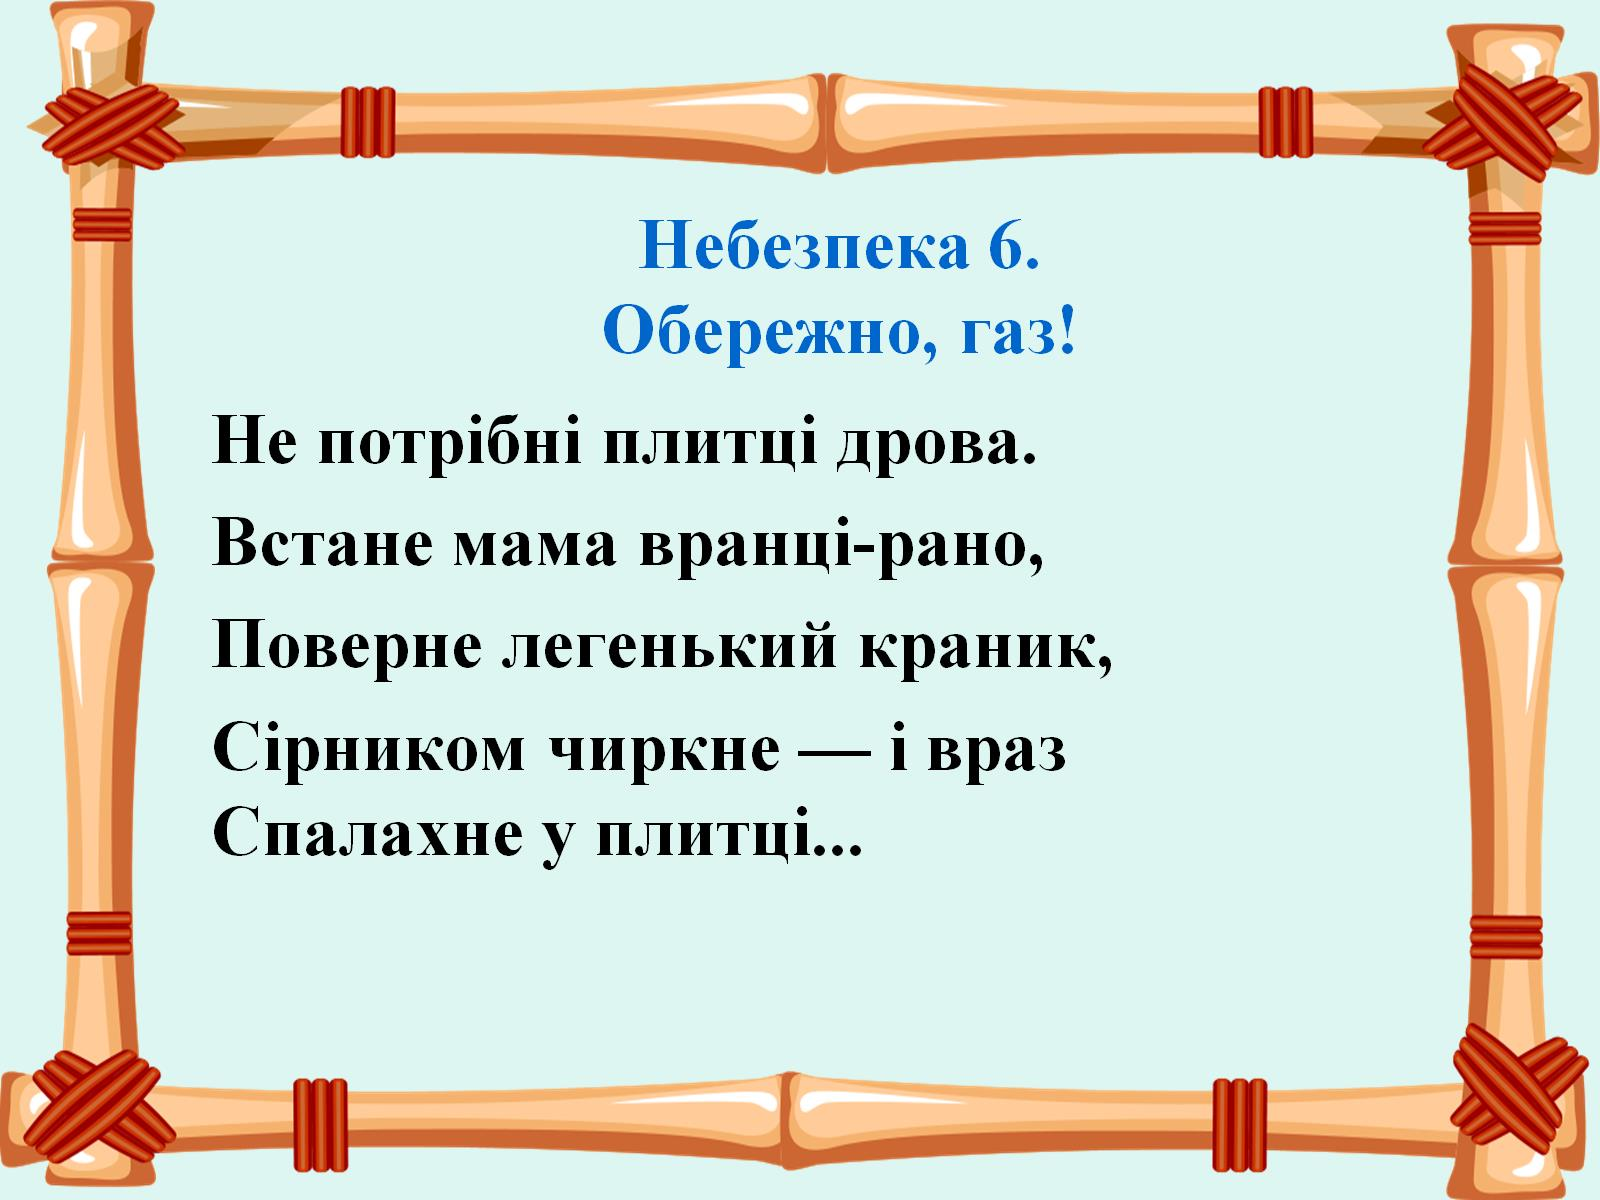 Небезпека 6.
Обережно, газ!
Не потрібні плитці дрова.
Встане мама вранці-рано,
Поверне легенький краник,
Сірником чиркне — і враз
Спалахне у плитці...